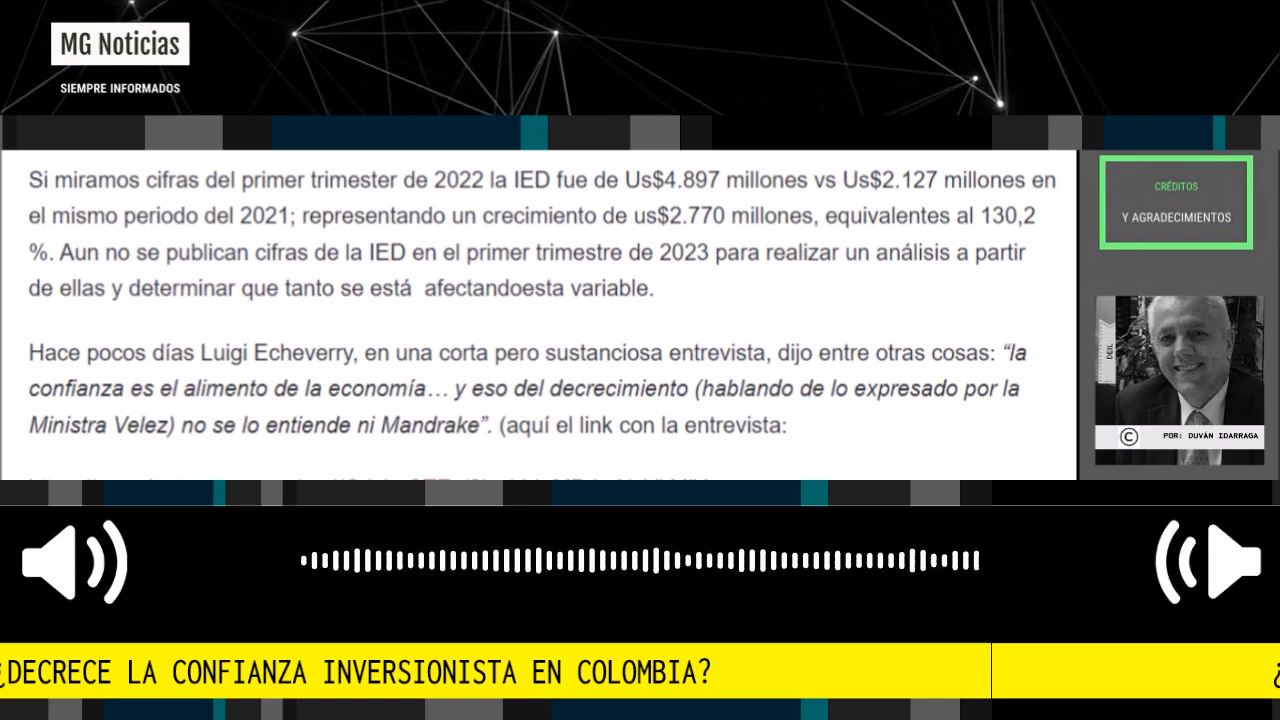 MG Noticias
SIEMPRE INFORMADOS
Si miramos cifras del primer trimester de 2022 la IED fue de Us$4.897 millones vs Us$2.127 millones en
el mismo periodo del 2021; representando un crecimiento de us$2.770 millones, equivalentes al 130,2
%. Aun no se publican cifras de la IED en el primer trimestre de 2023 para realizar un análisis a partir
de ellas y determinar que tanto se está  afectandoesta variable.
Hace pocos días Luigi Echeverry, en una corta pero sustanciosa entrevista, dijo entre otras cosas: “la
confianza es el alimento de la economía… y eso del decrecimiento (hablando de lo expresado por la
Ministra Velez) no se lo entiende ni Mandrake”. (aquí el link con la entrevista:
CRÉDITOS
Y AGRADECIMIENTOS
DEIL
© POR: DUVÁN IDARRAGA
¿DECRECE LA CONFIANZA INVERSIONISTA EN COLOMBIA?
¿